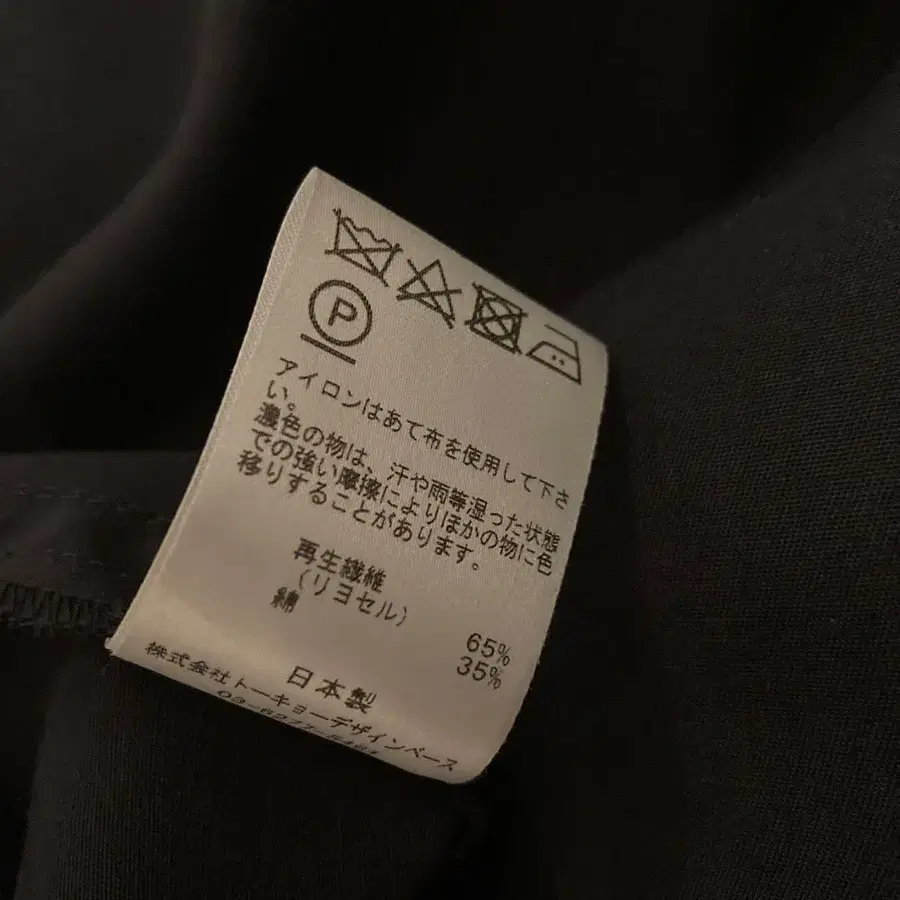 P
アイロンはあて布を使用して下さ
い。
濃色の物は、汗や雨等湿った状態
での強い摩擦によりほかの物に色
移りすることがあります。
再生繊維
(リヨセル)
65%
綿
35%
日本製
株式会社トーキョーデザインベース